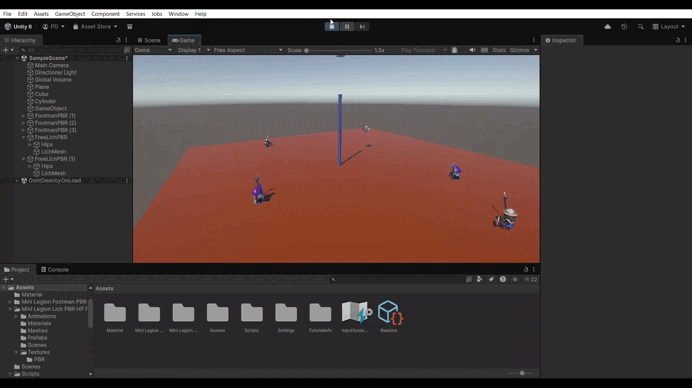 File Edit Assets GameObject Component Services Jobs Window Help
Unity 6 PD Asset Store Layout
Hierarchy Scene Game Inspector
All Game Display 1 Free Aspect Scale 1.3x Play Focused Stats Gizmos
SampleScene*
Main Camera
Directional Light
Global Volume
Plane
Cube
Cylinder
GameObject
FootmanPBR (1)
FootmanPBR (2)
FootmanPBR (3)
FreeLichPBR
Hips
LichMesh
FreeLichPBR (1)
Hips
LichMesh
DontDestroyOnLoad
Project Console
22
Assets
Material
Mini Legion Footman PBR
Mini Legion Lich PBR HP F
Animations
Materials
Meshes
Prefabs
Scenes
Textures
PBR
Scenes
Scripts
Assets
Material Mini Legion ... Mini Legion ... Scenes Scripts Settings TutorialInfo InputSyste... Readme